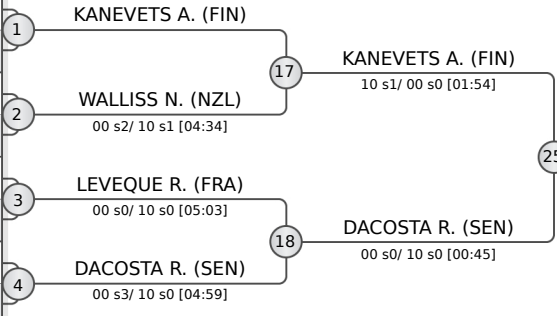 KANEVETS A. (FIN)
1
17
KANEVETS A. (FIN)
10 s1/ 00 s0 [01:54]
WALLISS N. (NZL)
2
00 s2/ 10 s1 [04:34]
25
LEVEQUE R. (FRA)
3
00 s0/ 10 s0 [05:03]
18
DACOSTA R. (SEN)
00 s0/ 10 s0 [00:45]
DACOSTA R. (SEN)
4
00 s3/ 10 s0 [04:59]